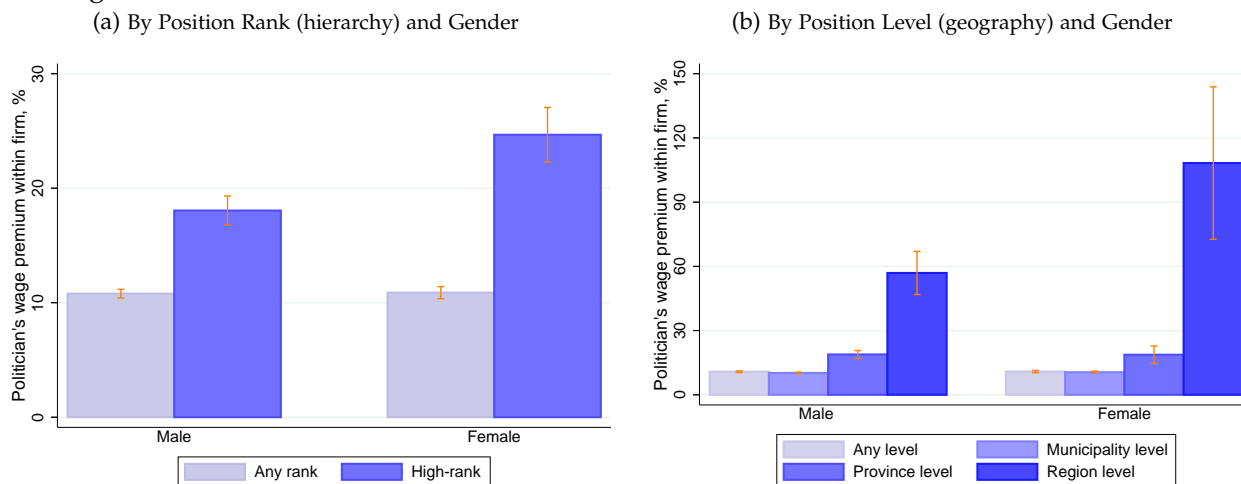 (a) By Position Rank (hierarchy) and Gender
Politician's wage premium within firm, %
30
20
10
0
Male
Female
Any rank
High-rank
(b) By Position Level (geography) and Gender
Politician's wage premium within firm, %
150
120
90
60
30
0
Male
Female
Any level
Municipality level
Province level
Region level